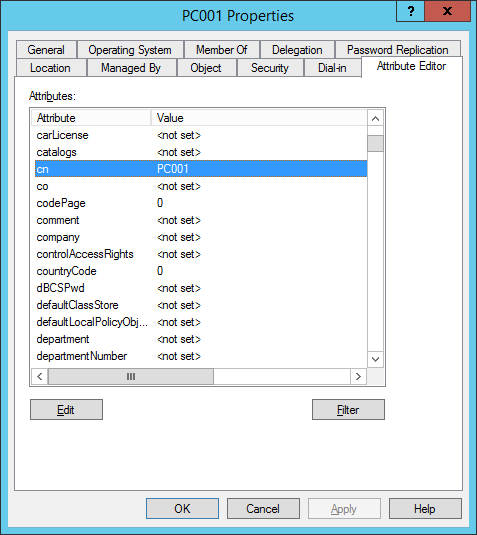 PC001 Properties
? X
General Operating System Member Of Delegation Password Replication
Location Managed By Object Security Dial-in Attribute Editor
Attributes:
Attribute Value
carLicense <not set>
catalogs <not set>
cn PC001
co <not set>
codePage 0
comment <not set>
company <not set>
controlAccessRights <not set>
countryCode 0
dBCSPwd <not set>
defaultClassStore <not set>
defaultLocalPolicyObj... <not set>
department <not set>
departmentNumber <not set>
Edit Filter
OK Cancel Apply Help